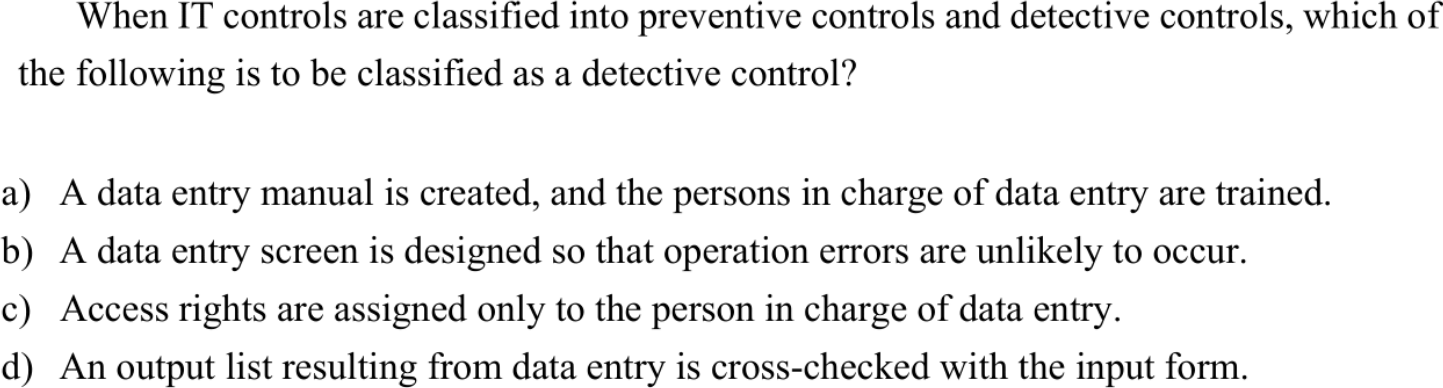 When IT controls are classified into preventive controls and detective controls, which of
the following is to be classified as a detective control?
a) A data entry manual is created, and the persons in charge of data entry are trained.
b) A data entry screen is designed so that operation errors are unlikely to occur.
c) Access rights are assigned only to the person in charge of data entry.
d) An output list resulting from data entry is cross-checked with the input form.